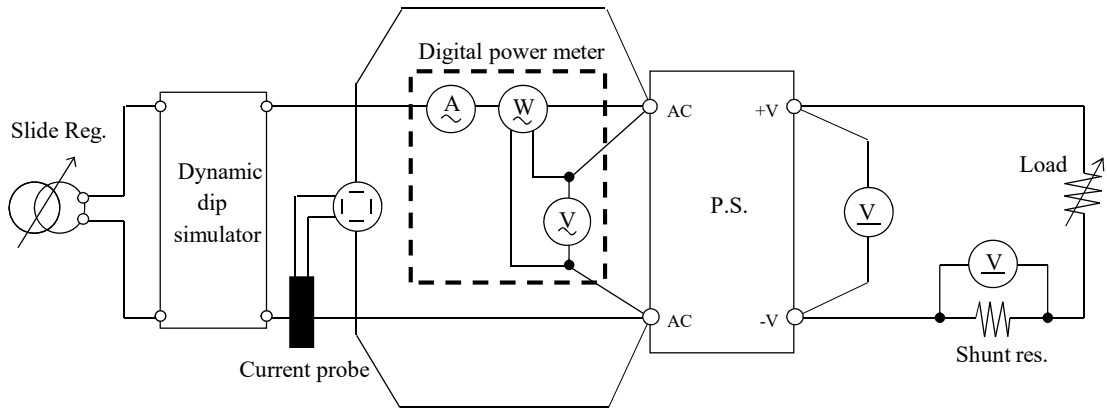 Digital power meter
Slide Reg.
Dynamic
dip
simulator
A
W
V
AC
AC
P.S.
+V
-V
V
Load
V
Shunt res.
Current probe